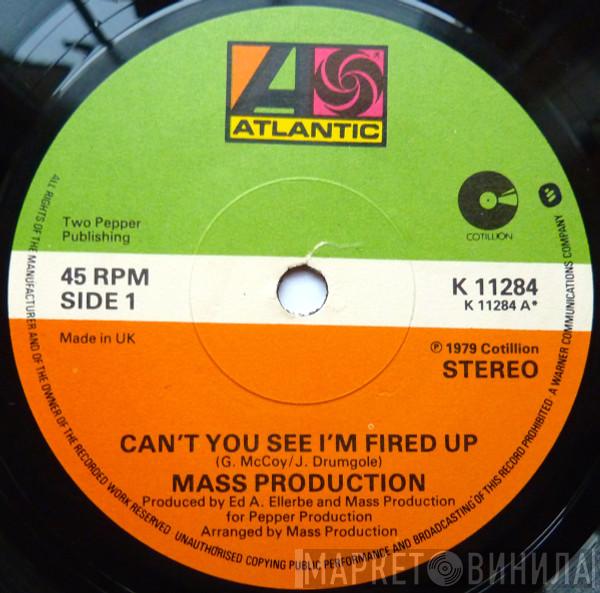 ATLANTIC
COTILLION
Two Pepper
Publishing
45 RPM
SIDE 1
K 11284
K 11284 A*
Made in UK
℗ 1979 Cotillion
STEREO
CAN'T YOU SEE I'M FIRED UP
(G. McCoy/J. Drumgole)
MASS PRODUCTION
Produced by Ed A. Ellerbe and Mass Production
for Pepper Production
Arranged by Mass Production
ALL RIGHTS OF THE MANUFACTURER AND OF THE OWNER OF THE RECORDED WORK RESERVED UNAUTHORISED COPYING PUBLIC PERFORMANCE AND BROADCASTING OF THIS RECORD PROHIBITED A WARNER COMMUNICATIONS COMPANY
МАРКЕТ ВИНИЛА